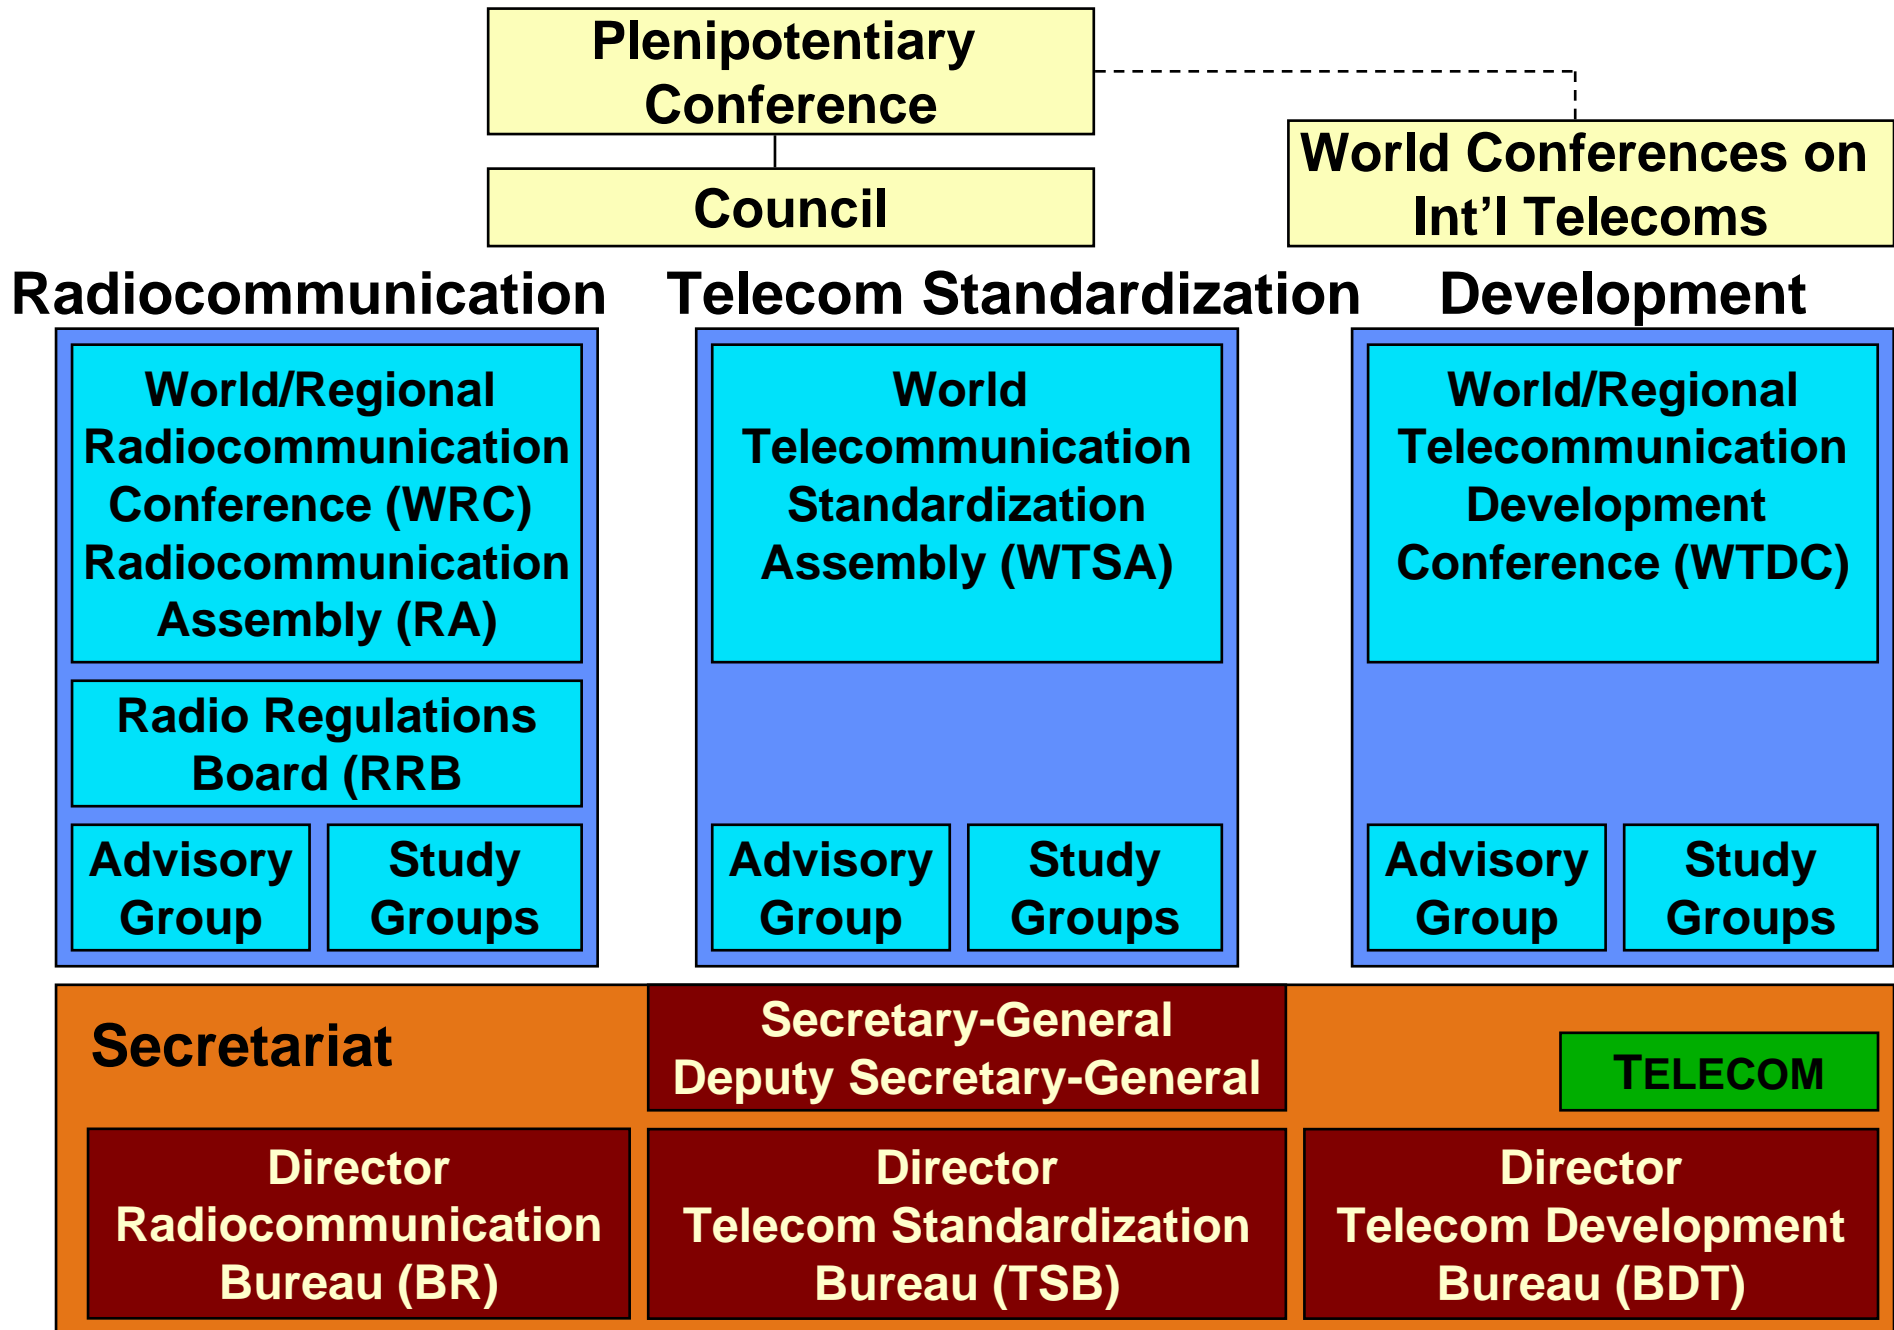 Plenipotentiary
Conference
Council
World Conferences on
Int'l Telecoms
Radiocommunication
Telecom Standardization
Development
World/Regional
Radiocommunication
Conference (WRC)
Radiocommunication
Assembly (RA)
Radio Regulations
Board (RRB
Advisory
Group
Study
Groups
World
Telecommunication
Standardization
Assembly (WTSA)
Advisory
Group
Study
Groups
World/Regional
Telecommunication
Development
Conference (WTDC)
Advisory
Group
Study
Groups
Secretariat
Secretary-General
Deputy Secretary-General
TELECOM
Director
Radiocommunication
Bureau (BR)
Director
Telecom Standardization
Bureau (TSB)
Director
Telecom Development
Bureau (BDT)